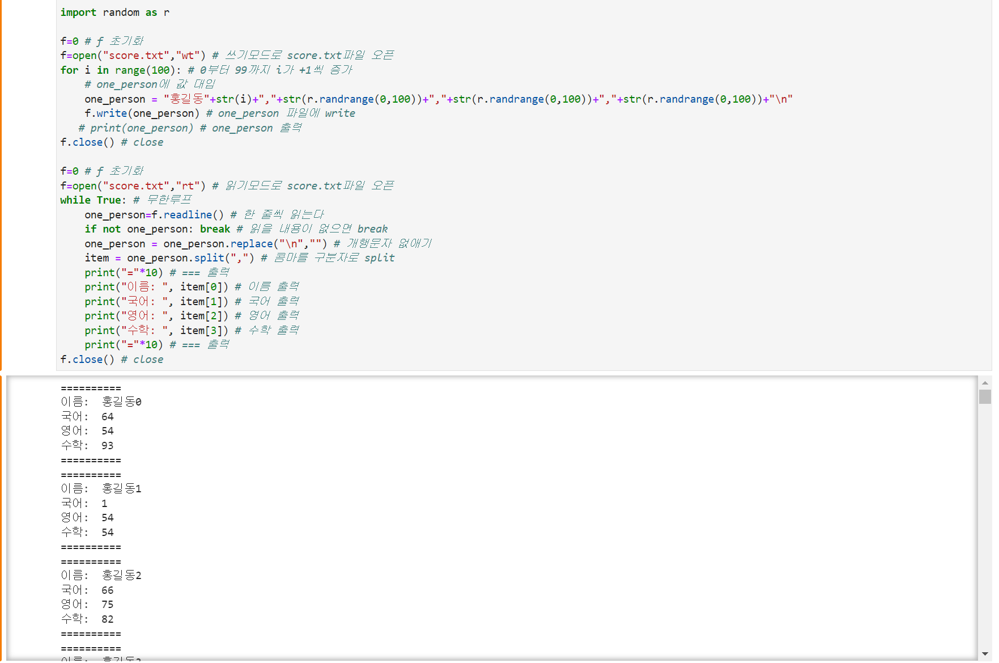 import random as r
f=0 # f 초기화
f=open("score.txt","wt") # 쓰기모드로 score.txt파일 오픈
for i in range(100): # 0부터 99까지 i가 +1씩 증가
    # one_person에 값 대입
    one_person = "홍길동"+str(i)+","+str(r.randrange(0,100))+","+str(r.randrange(0,100))+","+str(r.randrange(0,100))+"\n"
    f.write(one_person) # one_person 파일에 write
   # print(one_person) # one_person 출력
f.close() # close
f=0 # f 초기화
f=open("score.txt","rt") # 읽기모드로 score.txt파일 오픈
while True: # 무한루프
    one_person=f.readline() # 한 줄씩 읽는다
    if not one_person: break # 읽을 내용이 없으면 break
    one_person = one_person.replace("\n","") # 개행문자 없애기
    item = one_person.split(",") # 콤마를 구분자로 split
    print("="*10) # === 출력
    print("이름: ", item[0]) # 이름 출력
    print("국어: ", item[1]) # 국어 출력
    print("영어: ", item[2]) # 영어 출력
    print("수학: ", item[3]) # 수학 출력
    print("="*10) # === 출력
f.close() # close
==========
이름:  홍길동0
국어:  64
영어:  54
수학:  93
==========
==========
이름:  홍길동1
국어:  1
영어:  54
수학:  54
==========
==========
이름:  홍길동2
국어:  66
영어:  75
수학:  82
==========
==========
이름:  홍길동3